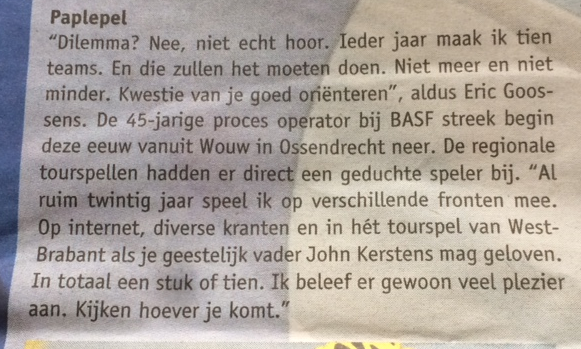 Paplepel
“Dilemma? Nee, niet echt hoor. Ieder jaar maak ik tien
teams. En die zullen het moeten doen. Niet meer en niet
minder. Kwestie van je goed oriënteren”, aldus Eric Goos-
sens. De 45-jarige proces operator bij BASF streek begin
deze eeuw vanuit Wouw in Ossendrecht neer. De regionale
tourspellen hadden er direct een geduchte speler bij. “Al
ruim twintig jaar speel ik op verschillende fronten mee.
Op internet, diverse kranten en in hét tourspel van West-
Brabant als je geestelijk vader John Kerstens mag geloven.
In totaal een stuk of tien. Ik beleef er gewoon veel plezier
aan. Kijken hoever je komt.”